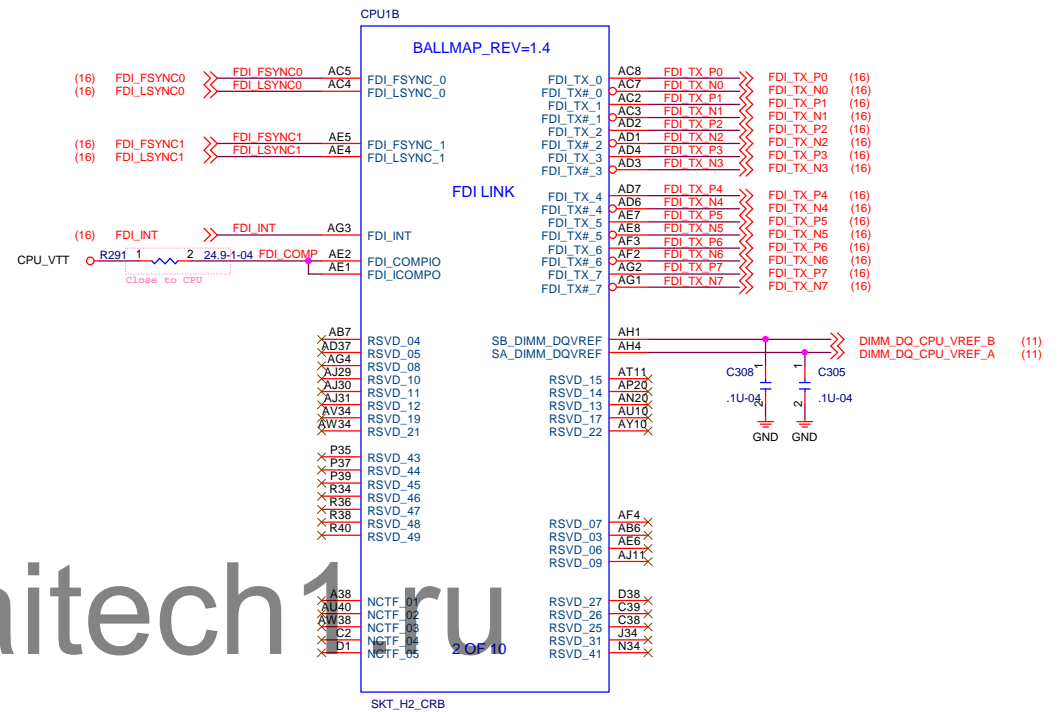 CPU1B
BALLMAP_REV=1.4
(16) FDI_FSYNC0 FDI_FSYNC0 AC5 FDI_FSYNC_0
(16) FDI_LSYNC0 FDI_LSYNC0 AC4 FDI_LSYNC_0
(16) FDI_FSYNC1 FDI_FSYNC1 AE5 FDI_FSYNC_1
(16) FDI_LSYNC1 FDI_LSYNC1 AE4 FDI_LSYNC_1
FDI LINK
(16) FDI_INT FDI_INT AG3 FDI_INT
CPU_VTT R291 1 2 24.9-1-04 FDI_COMP AE2 FDI_COMPIO
AE1 FDI_ICOMPO
Close to CPU
FDI_TX_0 AC8 FDI_TX_P0 FDI_TX_P0 (16)
FDI_TX#_0 AC7 FDI_TX_N0 FDI_TX_N0 (16)
FDI_TX_1 AC2 FDI_TX_P1 FDI_TX_P1 (16)
FDI_TX#_1 AC3 FDI_TX_N1 FDI_TX_N1 (16)
FDI_TX_2 AD2 FDI_TX_P2 FDI_TX_P2 (16)
FDI_TX#_2 AD1 FDI_TX_N2 FDI_TX_N2 (16)
FDI_TX_3 AD4 FDI_TX_P3 FDI_TX_P3 (16)
FDI_TX#_3 AD3 FDI_TX_N3 FDI_TX_N3 (16)
FDI_TX_4 AD7 FDI_TX_P4 FDI_TX_P4 (16)
FDI_TX#_4 AD6 FDI_TX_N4 FDI_TX_N4 (16)
FDI_TX_5 AE7 FDI_TX_P5 FDI_TX_P5 (16)
FDI_TX#_5 AE8 FDI_TX_N5 FDI_TX_N5 (16)
FDI_TX_6 AF3 FDI_TX_P6 FDI_TX_P6 (16)
FDI_TX#_6 AF2 FDI_TX_N6 FDI_TX_N6 (16)
FDI_TX_7 AG2 FDI_TX_P7 FDI_TX_P7 (16)
FDI_TX#_7 AG1 FDI_TX_N7 FDI_TX_N7 (16)
AB7 RSVD_04
AD37 RSVD_05
AG4 RSVD_08
AJ29 RSVD_10
AJ30 RSVD_11
AJ31 RSVD_12
AV34 RSVD_19
AW34 RSVD_21
P35 RSVD_43
P37 RSVD_44
P39 RSVD_45
R34 RSVD_46
R36 RSVD_47
R38 RSVD_48
R40 RSVD_49
SB_DIMM_DQVREF AH1 DIMM_DQ_CPU_VREF_B (11)
SA_DIMM_DQVREF AH4 DIMM_DQ_CPU_VREF_A (11)
C308 1 2 .1U-04 GND
C305 1 2 .1U-04 GND
RSVD_15 AT11
RSVD_14 AP20
RSVD_13 AN20
RSVD_17 AU10
RSVD_22 AY10
RSVD_07 AF4
RSVD_03 AB6
RSVD_06 AE6
RSVD_09 AJ11
A38 NCTF_01
AU40 NCTF_02
AW38 NCTF_03
C2 NCTF_04
D1 NCTF_05
RSVD_27 D38
RSVD_26 C39
RSVD_25 C38
RSVD_31 J34
RSVD_41 N34
2 OF 10
SKT_H2_CRB
aitech1.ru